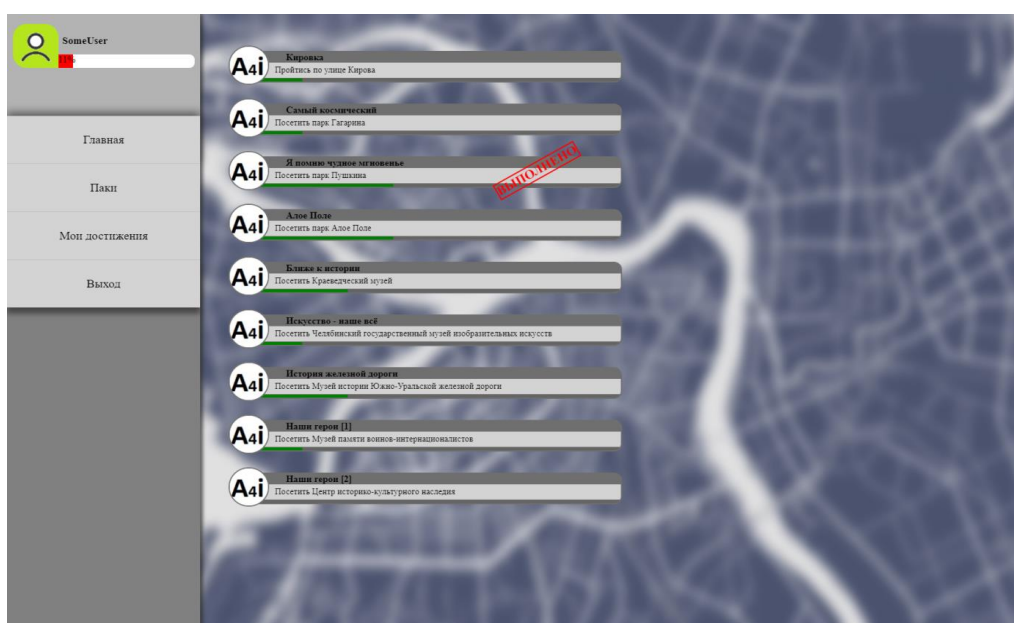 SomeUser
11%
Главная
Паки
Мои достижения
Выход
A4i
Кировка
Пройтись по улице Кирова
A4i
Самый космический
Посетить парк Гагарина
A4i
Я помню чудное мгновенье
Посетить парк Пушкина
ВЫПОЛНЕНО
A4i
Алое Поле
Посетить парк Алое Поле
A4i
Ближе к истории
Посетить Краеведческий музей
A4i
Искусство - наше всё
Посетить Челябинский государственный музей изобразительных искусств
A4i
История железной дороги
Посетить Музей истории Южно-Уральской железной дороги
A4i
Наши герои [1]
Посетить Музей памяти воинов-интернационалистов
A4i
Наши герои [2]
Посетить Центр историко-культурного наследия